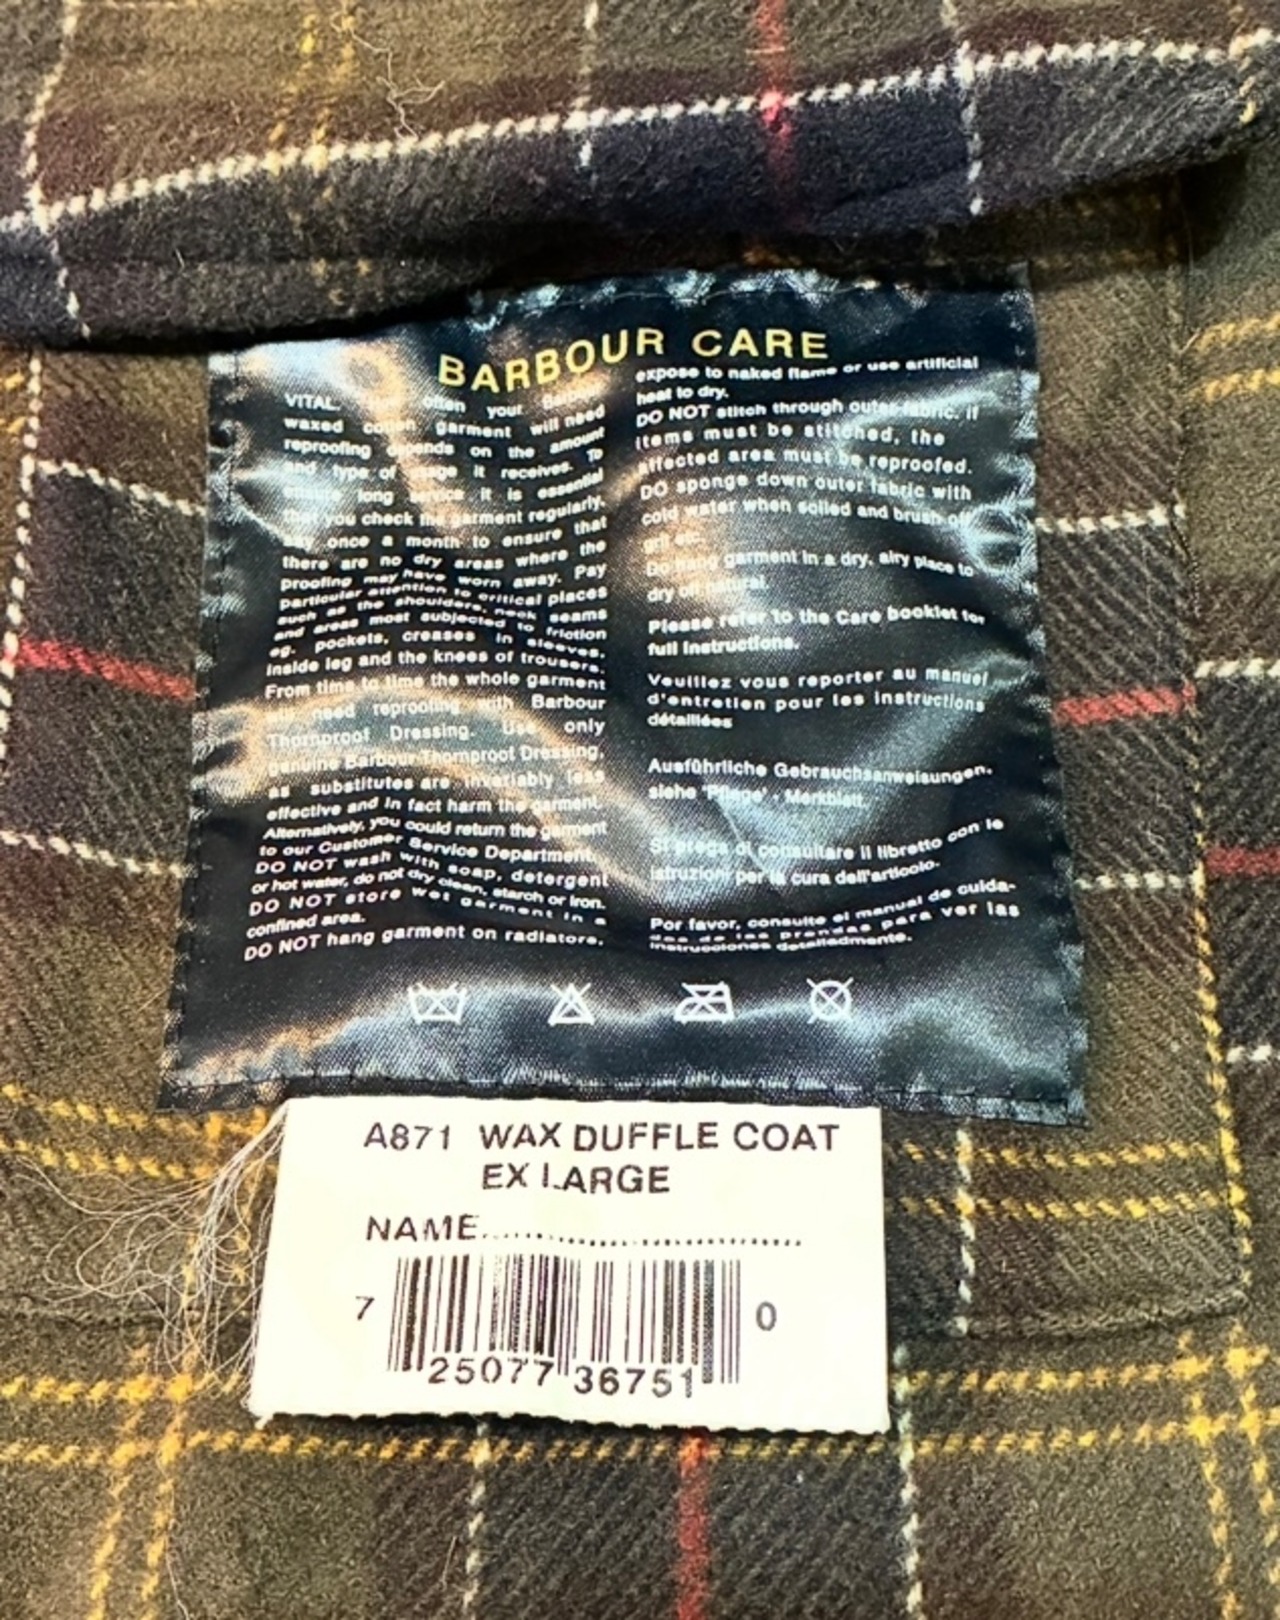 BARBOUR CARE
VITAL. often your Barbour
waxed cotton garment will need
reproofing depends on the amount
and type of usage it receives. To
ensure long service it is essential
that you check the garment regularly,
say once a month to ensure that
there are no dry areas where the
proofing may have worn away. Pay
Particular attention to critical places
such as the shoulders, neck seams
and areas most subjected to friction
eg. pockets, creases in sleeves,
inside leg and the knees of trousers.
From time to time the whole garment
will need reproofing with Barbour
Thornproof Dressing. Use only
genuine Barbour Thornproof Dressing,
as substitutes are invariably less
effective and in fact harm the garment.
Alternatively, you could return the garment
to our Customer Service Department.
DO NOT wash with soap, detergent
or hot water, do not dry clean, starch or iron.
DO NOT store wet garment in a
confined area.
DO NOT hang garment on radiators,
expose to naked flame or use artificial
heat to dry.
DO NOT stitch through outer fabric. If
items must be stitched, the
affected area must be reproofed.
DO sponge down outer fabric with
cold water when soiled and brush off
grit etc.
Do hang garment in a dry, airy place to
dry off natural.
Please refer to the Care booklet for
full Instructions.
Veuillez vous reporter au manuel
d'entretien pour les instructions
détaillées
Ausführliche Gebrauchsanweisungen,
siehe 'Pflege' - Merkblatt.
Si prega di consultare il libretto con le
istruzioni per la cura dell'articolo.
Por favor, consulte el manual de cuida-
dos de las prendas para ver las
instrucciones detalladmente.
A871 WAX DUFFLE COAT
EX LARGE
NAME..........................................
7 25077 36751 0